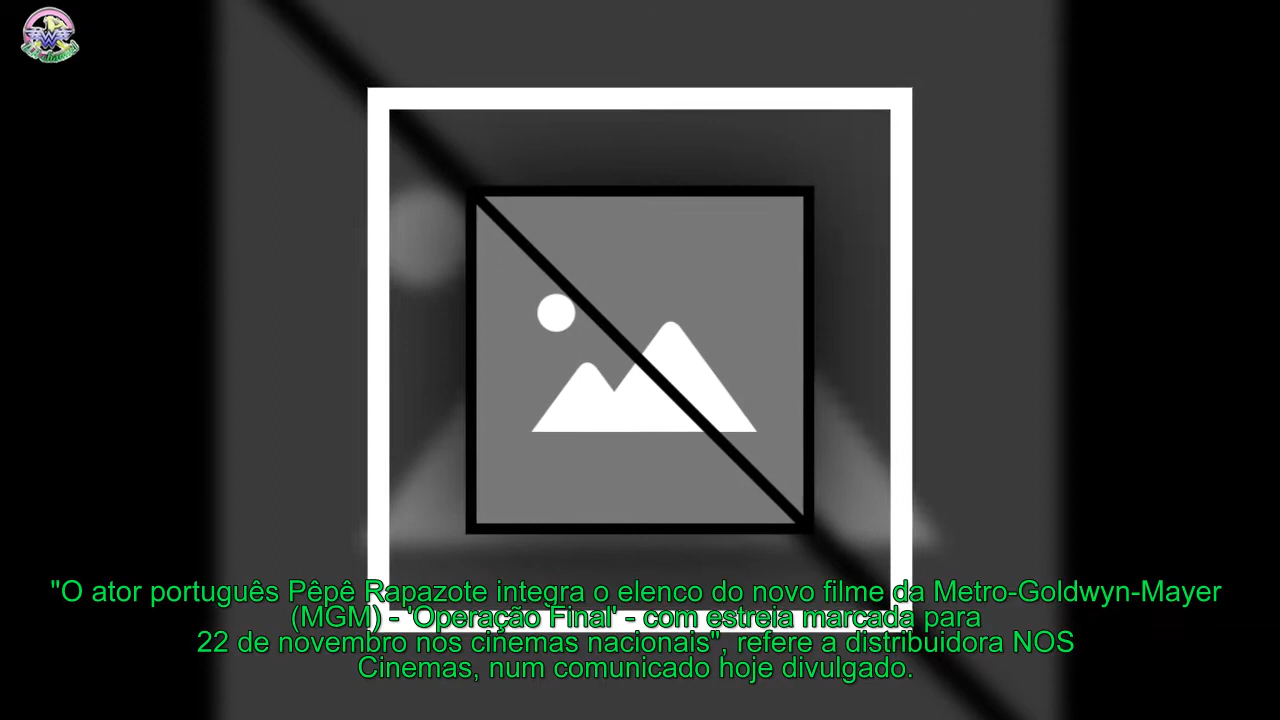 "O ator português Pêpê Rapazote integra o elenco do novo filme da Metro-Goldwyn-Mayer
(MGM) - 'Operação Final' - com estreia marcada para
22 de novembro nos cinemas nacionais", refere a distribuidora NOS
Cinemas, num comunicado hoje divulgado.